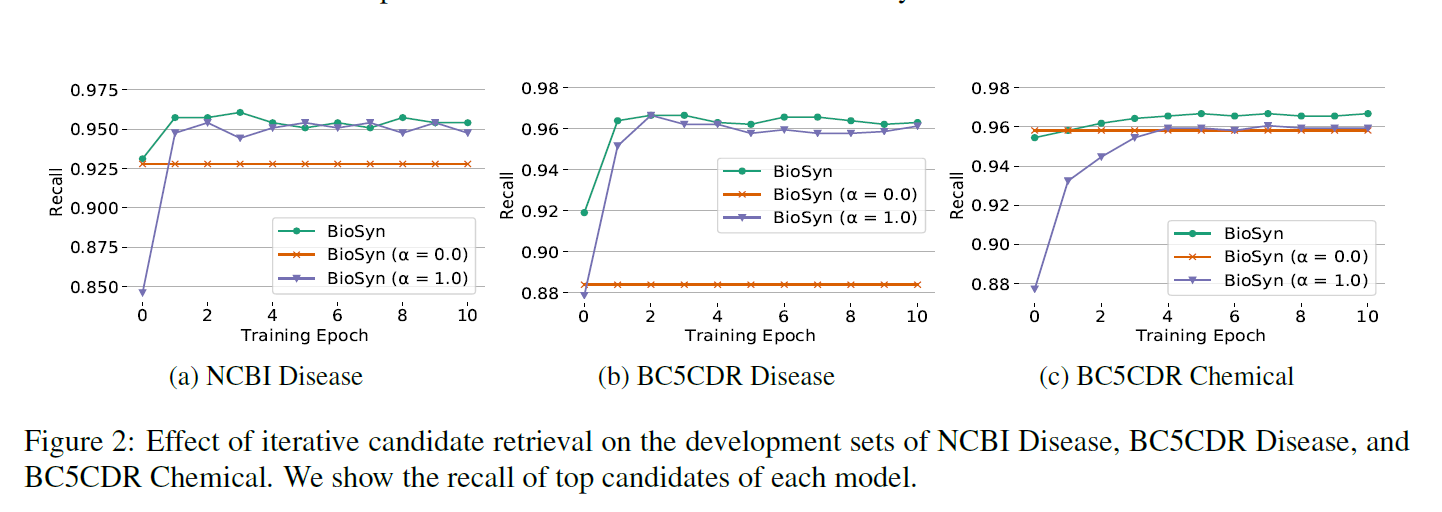 Recall
0.975
0.950
0.925
0.900
0.875
0.850
0 2 4 6 8 10
Training Epoch
BioSyn
BioSyn (α = 0.0)
BioSyn (α = 1.0)
(a) NCBI Disease
Recall
0.98
0.96
0.94
0.92
0.90
0.88
0 2 4 6 8 10
Training Epoch
BioSyn
BioSyn (α = 0.0)
BioSyn (α = 1.0)
(b) BC5CDR Disease
Recall
0.98
0.96
0.94
0.92
0.90
0.88
0 2 4 6 8 10
Training Epoch
BioSyn
BioSyn (α = 0.0)
BioSyn (α = 1.0)
(c) BC5CDR Chemical
Figure 2: Effect of iterative candidate retrieval on the development sets of NCBI Disease, BC5CDR Disease, and
BC5CDR Chemical. We show the recall of top candidates of each model.